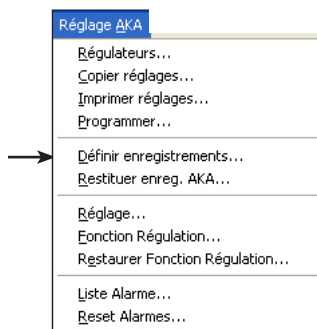 Réglage AKA
Régulateurs...
Copier réglages...
Imprimer réglages...
Programmer...
Définir enregistrements...
Restituer enreg. AKA...
Réglage...
Fonction Régulation...
Restaurer Fonction Régulation...
Liste Alarme...
Reset Alarmes...